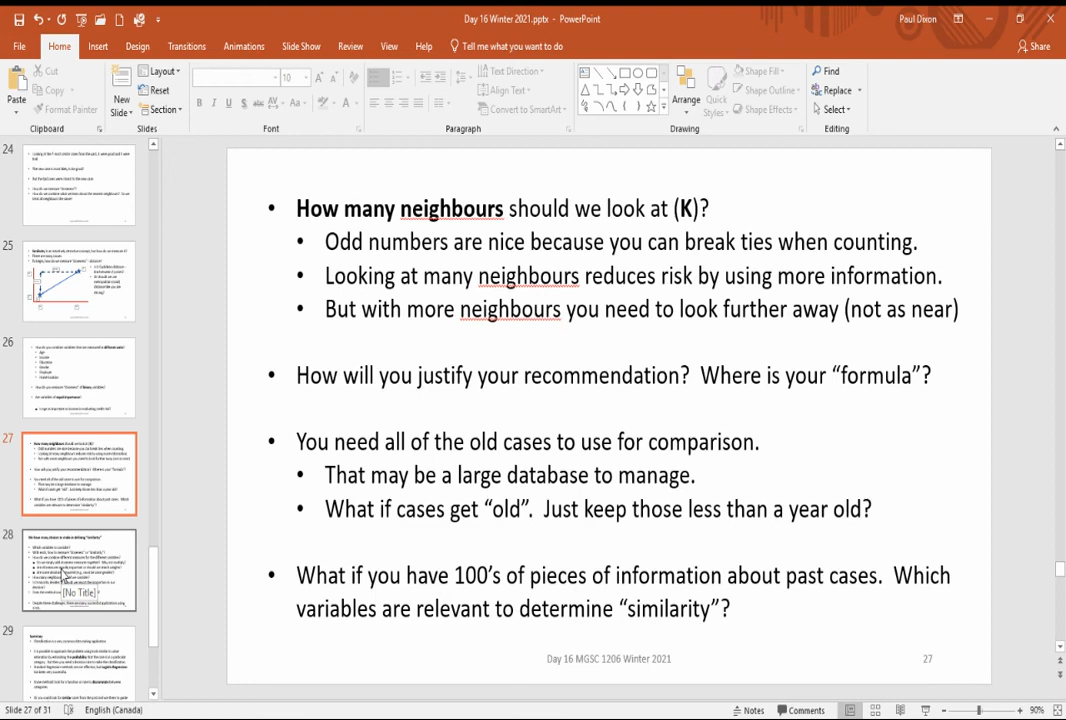 Day 16 Winter 2021.pptx - PowerPoint
Paul Dixon
File Home Insert Design Transitions Animations Slide Show Review View Help Tell me what you want to do
Share
Paste
Cut
Copy
Format Painter
Clipboard
New Slide
Layout
Reset
Section
Slides
10
Font
Text Direction
Align Text
Convert to SmartArt
Paragraph
Arrange
Quick Styles
Shape Fill
Shape Outline
Shape Effects
Drawing
Find
Replace
Select
Editing
24
25
26
27
28
[No Title]
29
• How many neighbours should we look at (K)?
• Odd numbers are nice because you can break ties when counting.
• Looking at many neighbours reduces risk by using more information.
• But with more neighbours you need to look further away (not as near)
• How will you justify your recommendation? Where is your “formula”?
• You need all of the old cases to use for comparison.
• That may be a large database to manage.
• What if cases get “old”. Just keep those less than a year old?
• What if you have 100’s of pieces of information about past cases. Which
variables are relevant to determine “similarity”?
Day 16 MGSC 1206 Winter 2021
27
Slide 27 of 31
English (Canada)
Notes
Comments
90%